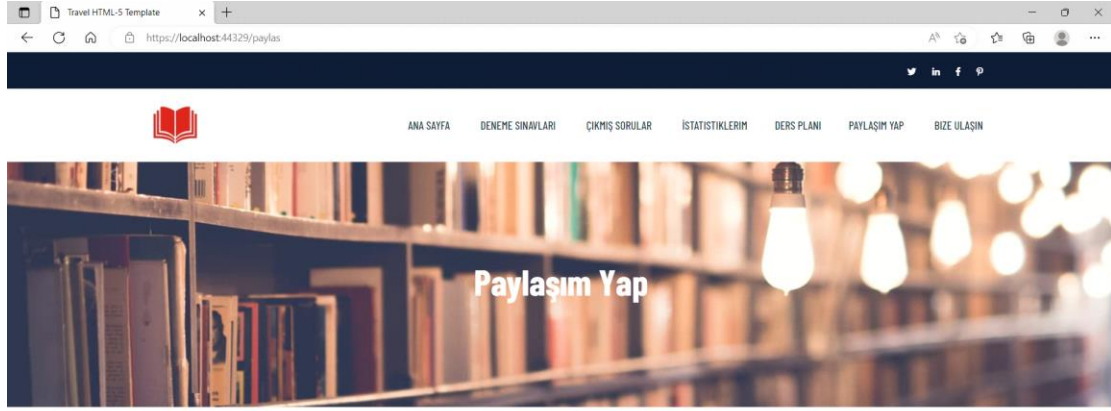 Travel HTML-5 Template
https://localhost:44329/paylas
ANA SAYFA DENEME SINAVLARI ÇIKMIŞ SORULAR İSTATISTIKLERIM DERS PLANI PAYLAŞIM YAP BIZE ULAŞIN
Paylaşım Yap